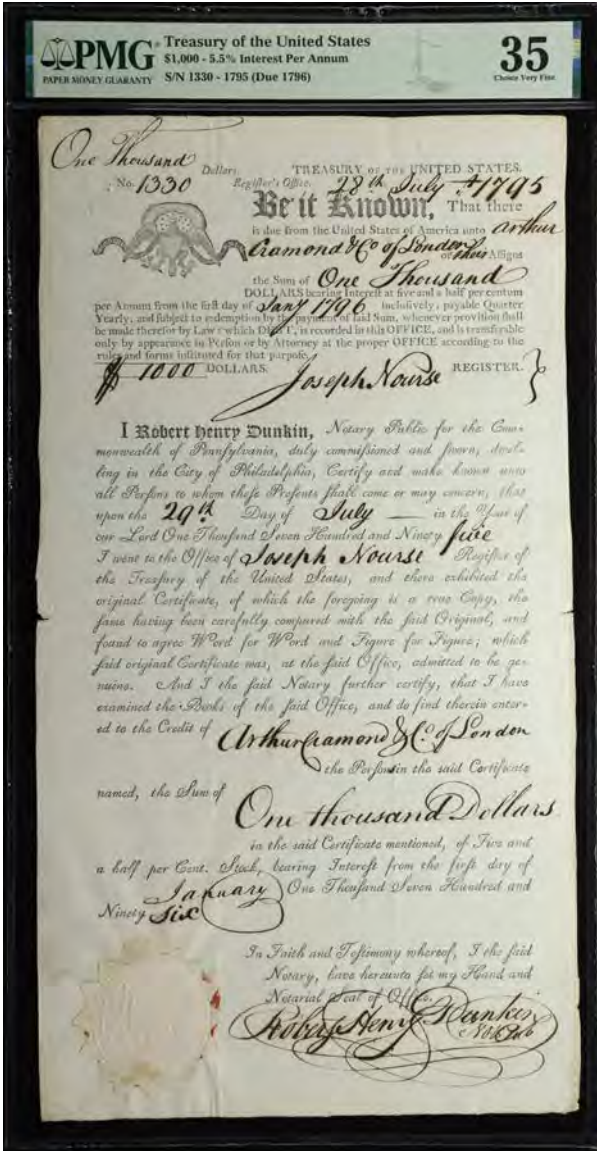 PMG
PAPER MONEY GUARANTY
Treasury of the United States
$1,000 - 5.5% Interest Per Annum
S/N 1330 - 1795 (Due 1796)
35
Choice Very Fine
One Thousand
Dollars. TREASURY OF THE UNITED STATES.
No. 1330 Register's Office. 28th July 1795
Be it Known, That there
is due from the United States of America unto Arthur
Cramond & Co of London or their Assigns
the Sum of One Thousand
DOLLARS bearing Interest at five and a half per centum
per Annum from the first day of Jany 1796 inclusively, payable Quarter
Yearly, and subject to redemption by the payment of said Sum, whenever provision shall
be made therefor by Law: which DEBT, is recorded in this OFFICE, and is transferable
only by appearance in Person or by Attorney at the proper OFFICE according to the
rules and forms instituted for that purpose.
$ 1000 DOLLARS. Joseph Nourse REGISTER.
I Robert Henry Dunkin, Notary Public for the Com-
monwealth of Pennsylvania, duly commissioned and sworn, dwel-
ling in the City of Philadelphia, Certify and make known unto
all Persons to whom these Presents shall come or may concern, that
upon the 29th Day of July in the Year of
our Lord One Thousand Seven Hundred and Ninety five
I went to the Office of Joseph Nourse Register of
the Treasury of the United States, and there exhibited the
original Certificate, of which the foregoing is a true Copy, the
same having been carefully compared with the said Original, and
found to agree Word for Word and Figure for Figure; which
said original Certificate was, at the said Office, admitted to be ge-
nuine. And I the said Notary further certify, that I have
examined the Books of the said Office, and do find therein enter-
ed to the Credit of Arthur Cramond & Co. of London
the Persons in the said Certificate
named, the Sum of One thousand Dollars
in the said Certificate mentioned, of Five and
a half per Cent. Stock, bearing Interest from the first day of
January One Thousand Seven Hundred and
Ninety Six
In Faith and Testimony whereof, I the said
Notary, have hereunto set my Hand and
Notarial Seal of Office.
Robert Henry Dunkin
Not. Pub